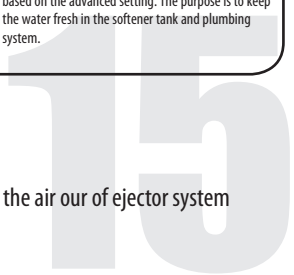 based on the advanced setting. The purpose is to keep
the water fresh in the softener tank and plumbing
system.
15
the air our of ejector system